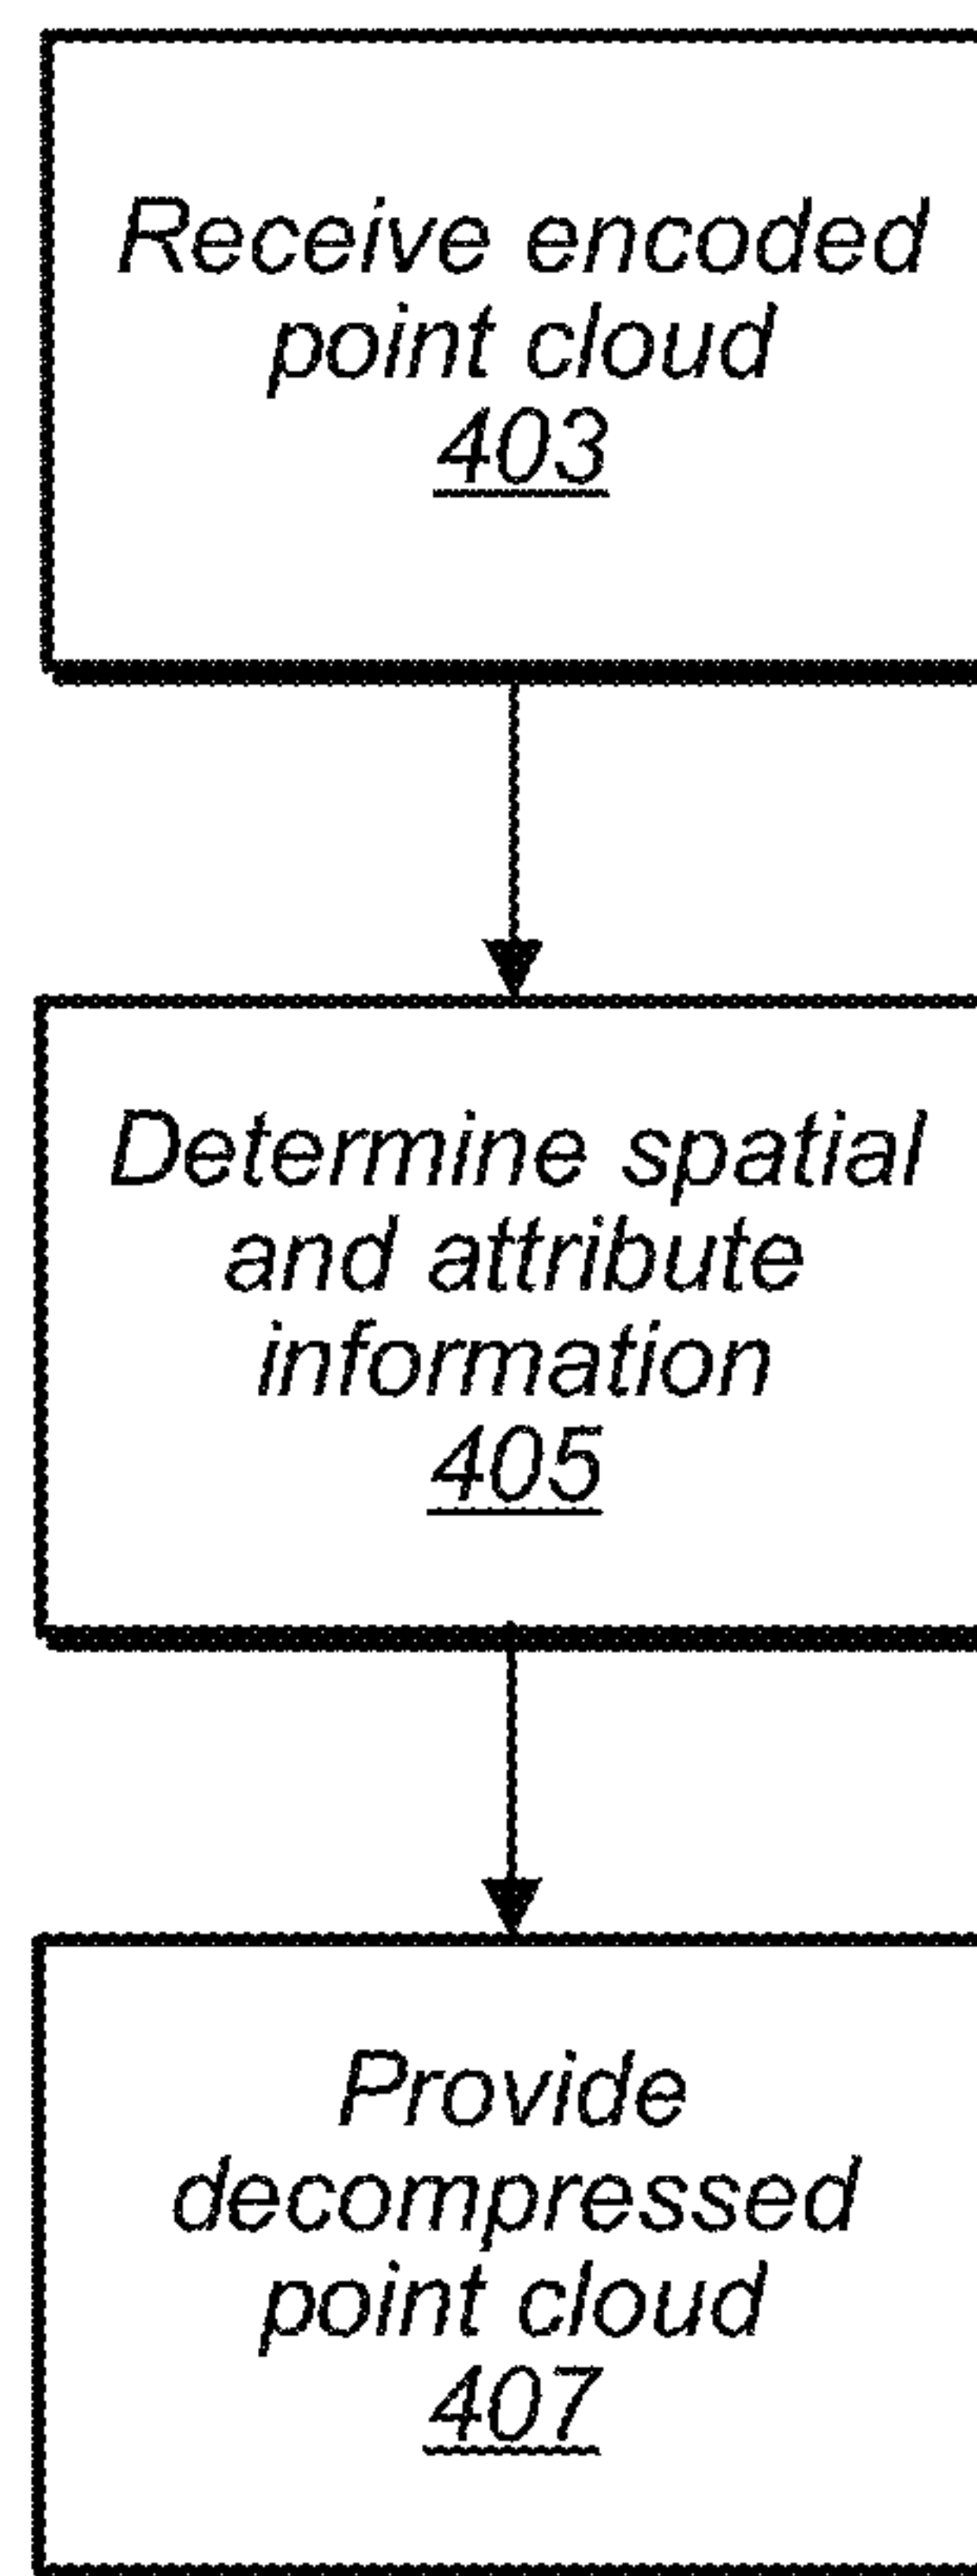 Receive encoded
point cloud
403
Determine spatial
and attribute
information
405
Provide
decompressed
point cloud
407